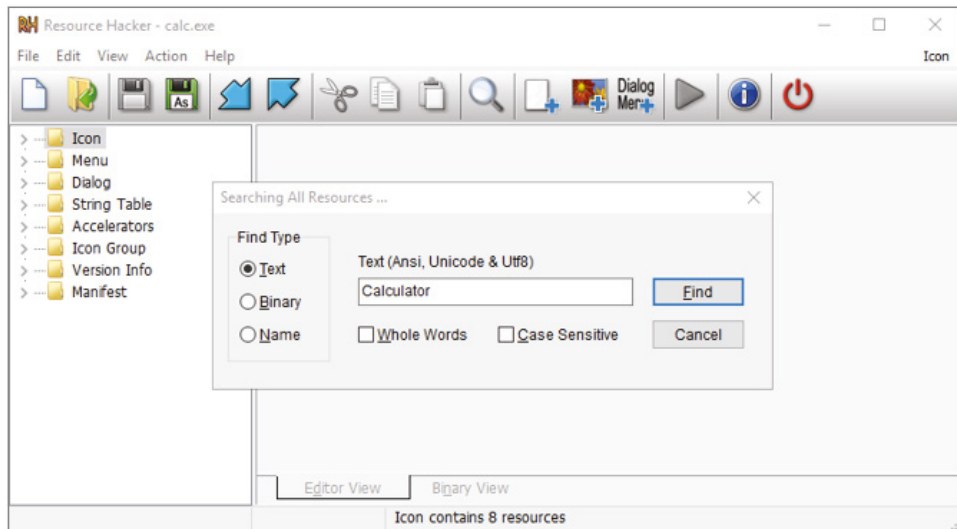 RH Resource Hacker - calc.exe
File Edit View Action Help Icon
As Dialog Menu
Icon
Menu
Dialog
String Table
Accelerators
Icon Group
Version Info
Manifest
Searching All Resources ...
Find Type
Text
Binary
Name
Text (Ansi, Unicode & Utf8)
Calculator
Find
Whole Words Case Sensitive Cancel
Editor View Binary View
Icon contains 8 resources